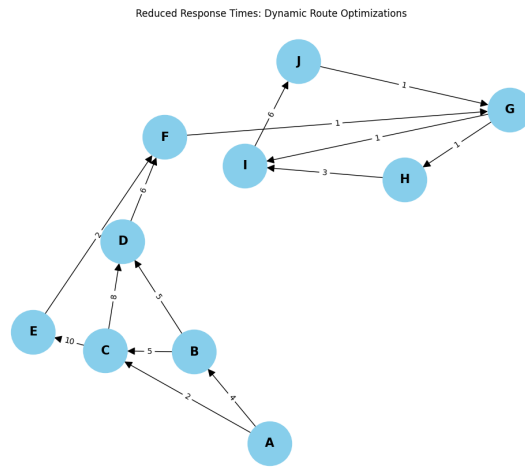 Reduced Response Times: Dynamic Route Optimizations
J
1
G
6
F
1
1
I
1
3
H
6
2
D
8
5
E
10
C
5
B
2
4
A